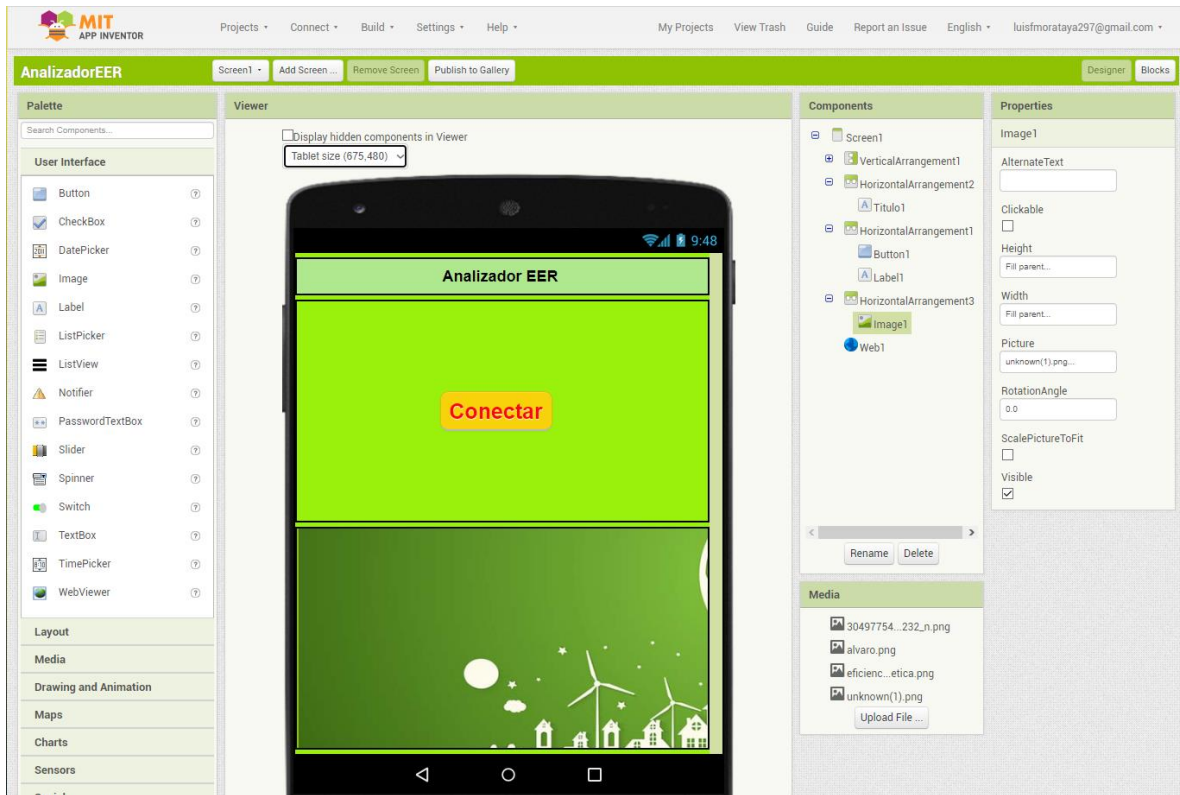 MIT
APP INVENTOR
Projects Connect Build Settings Help My Projects View Trash Guide Report an Issue English luisfmorataya297@gmail.com
AnalizadorEER Screen1 Add Screen ... Remove Screen Publish to Gallery Designer Blocks
Palette
Search Components...
User Interface
Button
CheckBox
DatePicker
Image
Label
ListPicker
ListView
Notifier
PasswordTextBox
Slider
Spinner
Switch
TextBox
TimePicker
WebViewer
Layout
Media
Drawing and Animation
Maps
Charts
Sensors
Viewer
Display hidden components in Viewer
Tablet size (675,480)
9:48
Analizador EER
Conectar
Components
Screen1
VerticalArrangement1
HorizontalArrangement2
Titulo1
HorizontalArrangement1
Button1
Label1
HorizontalArrangement3
Image1
Web1
Rename Delete
Media
30497754...232_n.png
alvaro.png
eficienc...etica.png
unknown(1).png
Upload File ...
Properties
Image1
AlternateText
Clickable
Height
Fill parent...
Width
Fill parent...
Picture
unknown(1).png...
RotationAngle
0.0
ScalePictureToFit
Visible